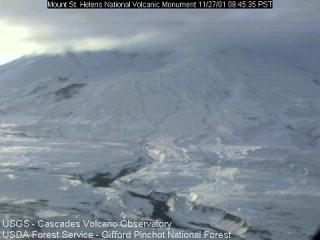 Mount St. Helens National Volcanic Monument 11/27/01 08:45:35 PST
USGS - Cascades Volcano Observatory
USDA Forest Service - Gifford Pinchot National Forest